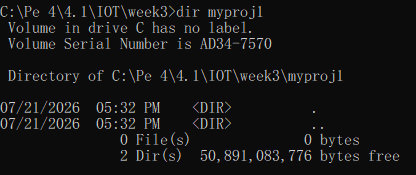 C:\Pe 4\4.1\IOT\week3>dir myproj1
 Volume in drive C has no label.
 Volume Serial Number is AD34-7570

 Directory of C:\Pe 4\4.1\IOT\week3\myproj1

07/21/2026  05:32 PM    <DIR>          .
07/21/2026  05:32 PM    <DIR>          ..
               0 File(s)              0 bytes
               2 Dir(s)  50,891,083,776 bytes free